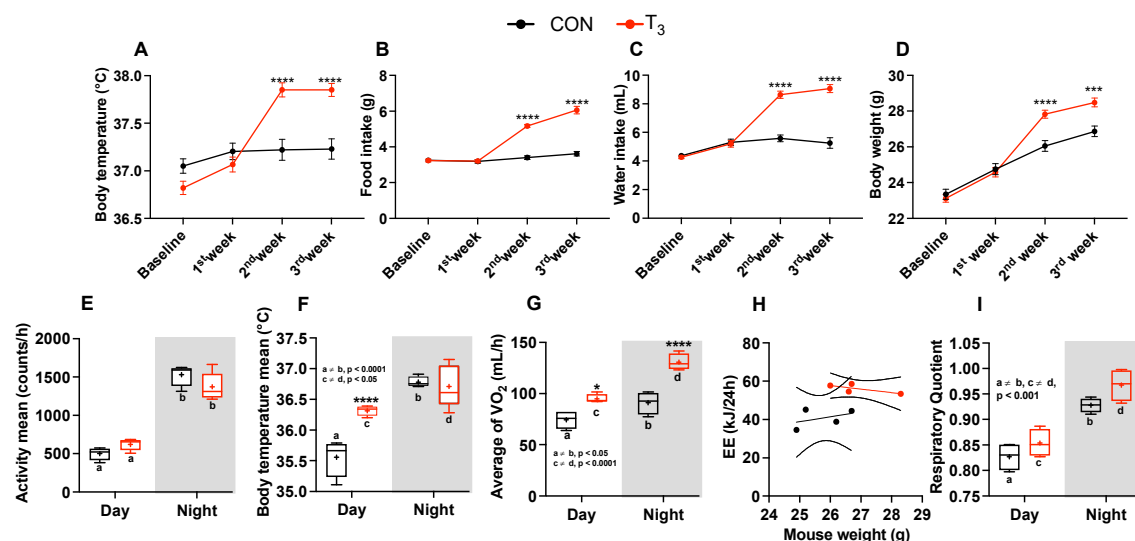 CON T₃
A B C D
Body temperature (°C)
38.0
37.5
37.0
36.5
****
****
Baseline
1st week
2nd week
3rd week
Food intake (g)
8
6
4
2
0
****
****
Baseline
1st week
2nd week
3rd week
Water intake (mL)
10
8
6
4
2
0
****
****
Baseline
1st week
2nd week
3rd week
Body weight (g)
30
28
26
24
22
****
***
Baseline
1st week
2nd week
3rd week
E F G H I
Activity mean (counts/h)
2000
1500
1000
500
0
a
a
b
b
Day Night
Body temperature mean (°C)
37.5
37.0
36.5
36.0
35.5
35.0
a ≠ b, p < 0.0001
c ≠ d, p < 0.05
****
a
c
b
d
Day Night
Average of VO₂ (mL/h)
150
100
50
0
*
****
a
c
b
d
a ≠ b, p < 0.05
c ≠ d, p < 0.0001
Day Night
EE (kJ/24h)
80
60
40
20
0
24 25 26 27 28 29
Mouse weight (g)
Respiratory Quotient
1.05
1.00
0.95
0.90
0.85
0.80
0.75
a ≠ b, c ≠ d,
p < 0.001
a
c
b
d
Day Night